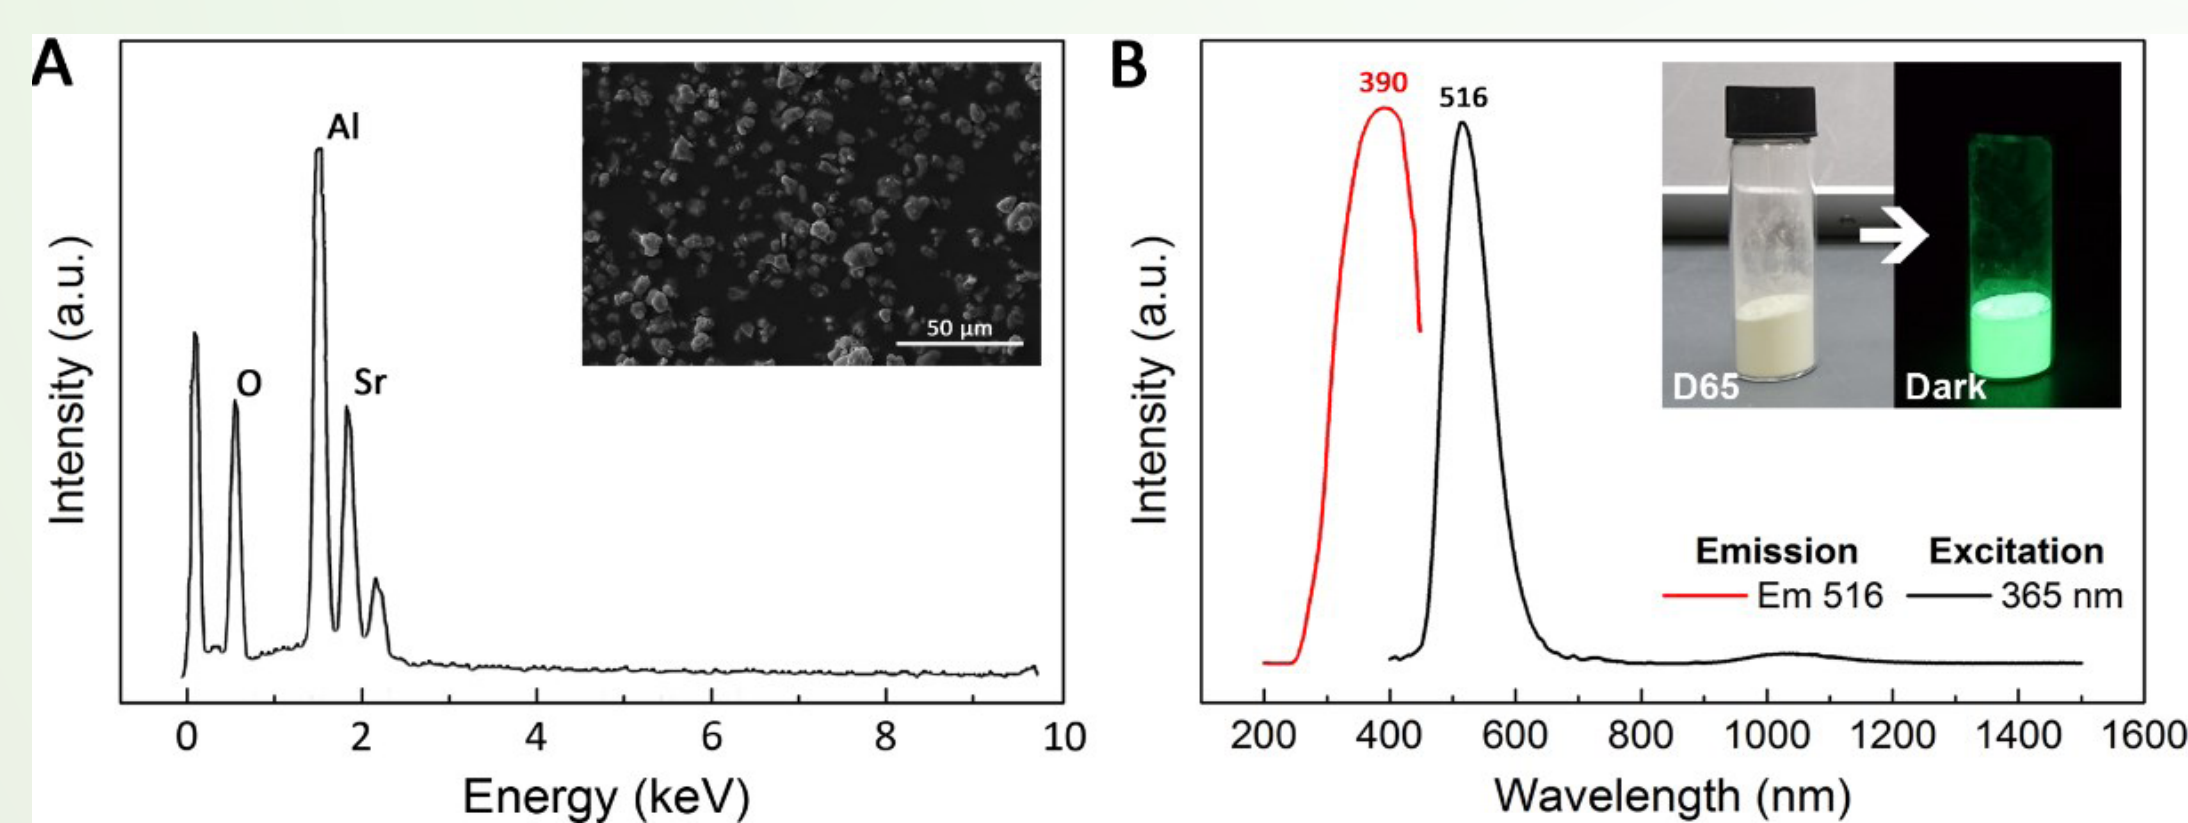 A
Al
O
Sr
50 µm
Intensity (a.u.)
0 2 4 6 8 10
Energy (keV)
B
390
516
D65
Dark
Emission Excitation
Em 516 365 nm
Intensity (a.u.)
200 400 600 800 1000 1200 1400 1600
Wavelength (nm)